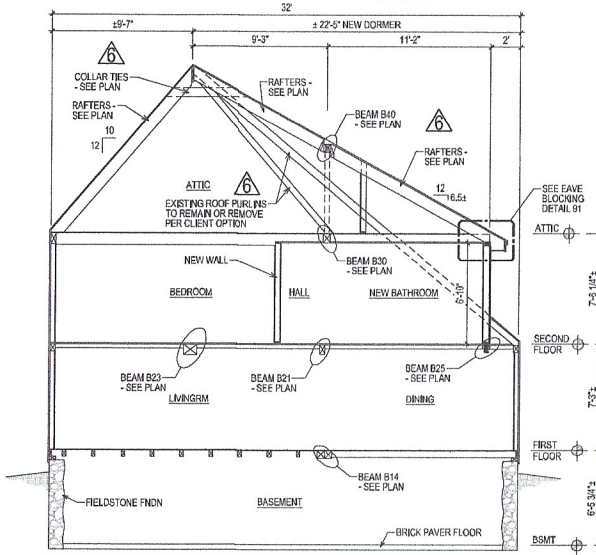 32'
±9'-7"
± 22'-5" NEW DORMER
9'-3"
11'-2"
2'
6
COLLAR TIES
- SEE PLAN
RAFTERS -
SEE PLAN
RAFTERS -
SEE PLAN
10
12
BEAM B40
- SEE PLAN
6
RAFTERS -
SEE PLAN
ATTIC
6
EXISTING ROOF PURLINS
TO REMAIN OR REMOVE
PER CLIENT OPTION
12
16.5±
SEE EAVE
BLOCKING
DETAIL 91
ATTIC
NEW WALL
BEAM B30
- SEE PLAN
BEDROOM
HALL
NEW BATHROOM
6'-10"
7'-6 1/4"±
SECOND
FLOOR
BEAM B23
- SEE PLAN
BEAM B21
- SEE PLAN
BEAM B25
- SEE PLAN
LIVINGRM
DINING
7'-3"±
FIRST
FLOOR
BEAM B14
- SEE PLAN
FIELDSTONE FNDN
BASEMENT
6'-5 3/4"±
BRICK PAVER FLOOR
BSMT